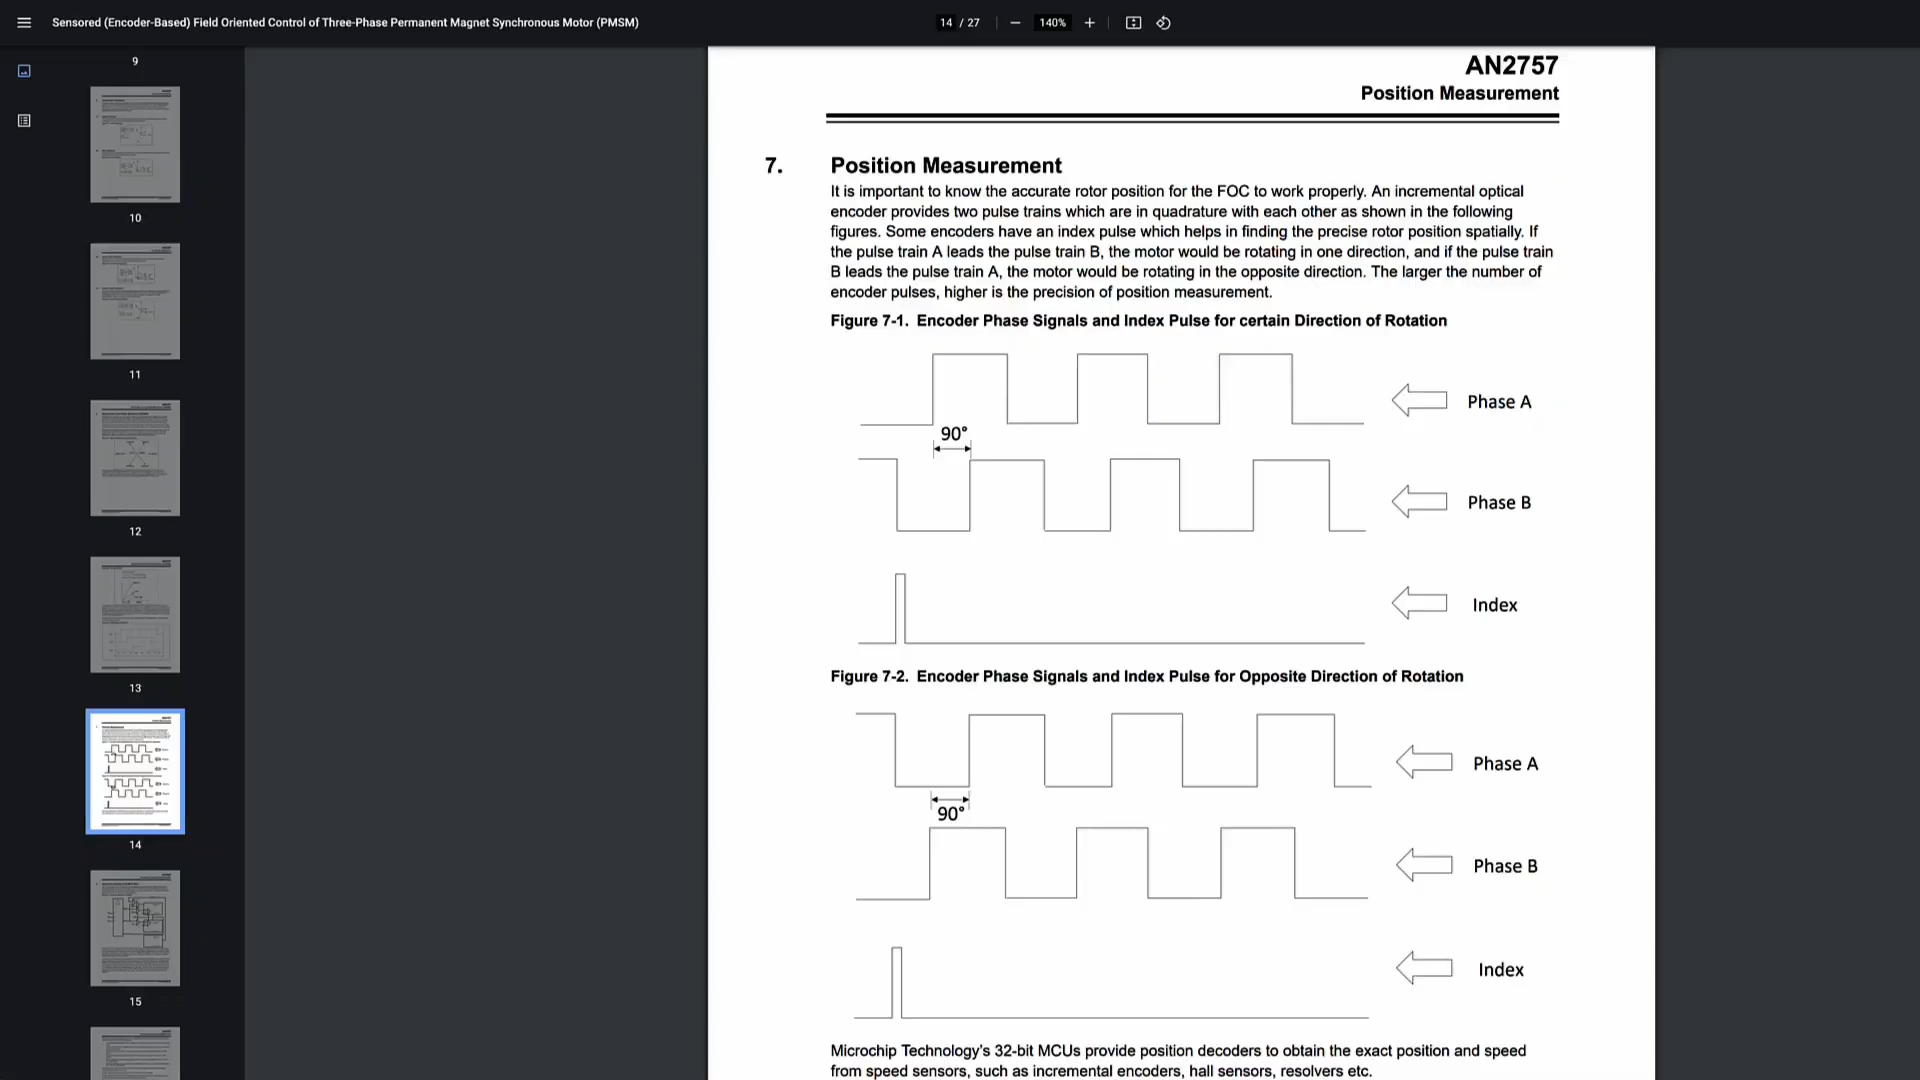 Sensored (Encoder-Based) Field Oriented Control of Three-Phase Permanent Magnet Synchronous Motor (PMSM)
14 / 27
140%
9
10
11
12
13
14
15
AN2757
Position Measurement
7. Position Measurement
It is important to know the accurate rotor position for the FOC to work properly. An incremental optical
encoder provides two pulse trains which are in quadrature with each other as shown in the following
figures. Some encoders have an index pulse which helps in finding the precise rotor position spatially. If
the pulse train A leads the pulse train B, the motor would be rotating in one direction, and if the pulse train
B leads the pulse train A, the motor would be rotating in the opposite direction. The larger the number of
encoder pulses, higher is the precision of position measurement.
Figure 7-1. Encoder Phase Signals and Index Pulse for certain Direction of Rotation
Phase A
90°
Phase B
Index
Figure 7-2. Encoder Phase Signals and Index Pulse for Opposite Direction of Rotation
Phase A
90°
Phase B
Index
Microchip Technology's 32-bit MCUs provide position decoders to obtain the exact position and speed
from speed sensors, such as incremental encoders, hall sensors, resolvers etc.